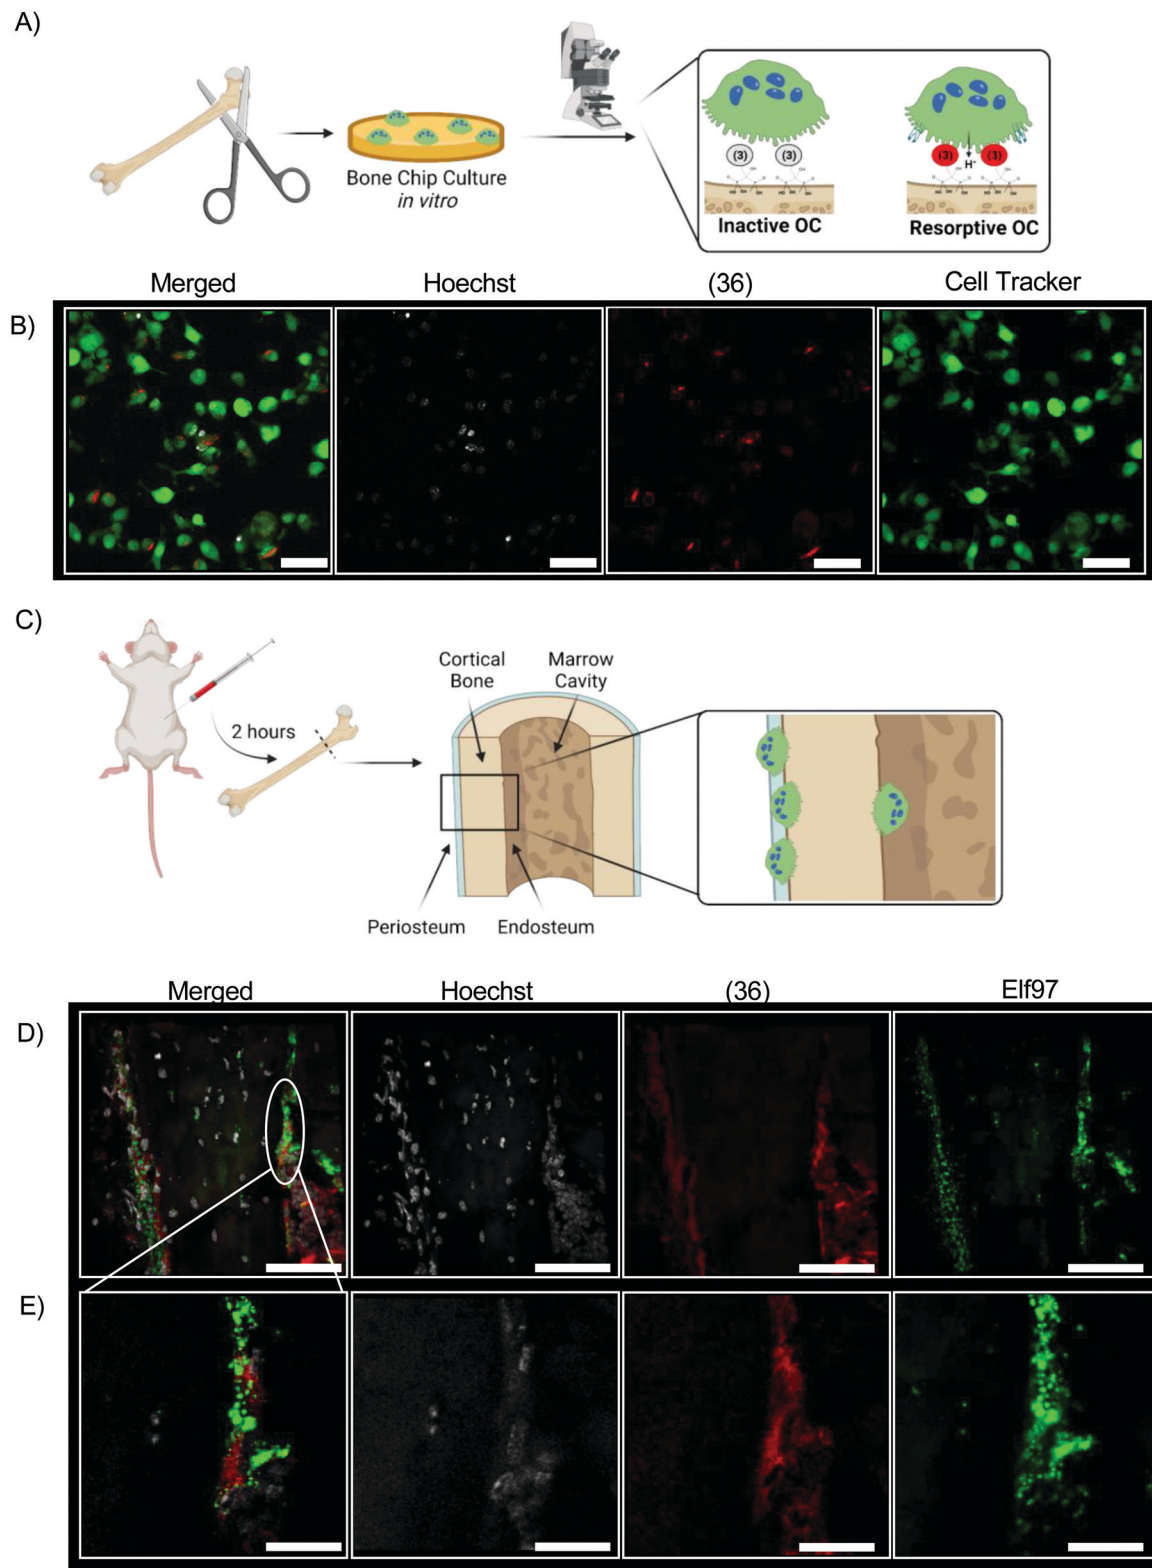 A)
Bone Chip Culture
in vitro
(3) (3)
(3) (3)
H⁺
Inactive OC
Resorptive OC
Merged Hoechst (36) Cell Tracker
B)
C)
2 hours
Cortical
Bone
Marrow
Cavity
Periosteum Endosteum
Merged Hoechst (36) Elf97
D)
E)